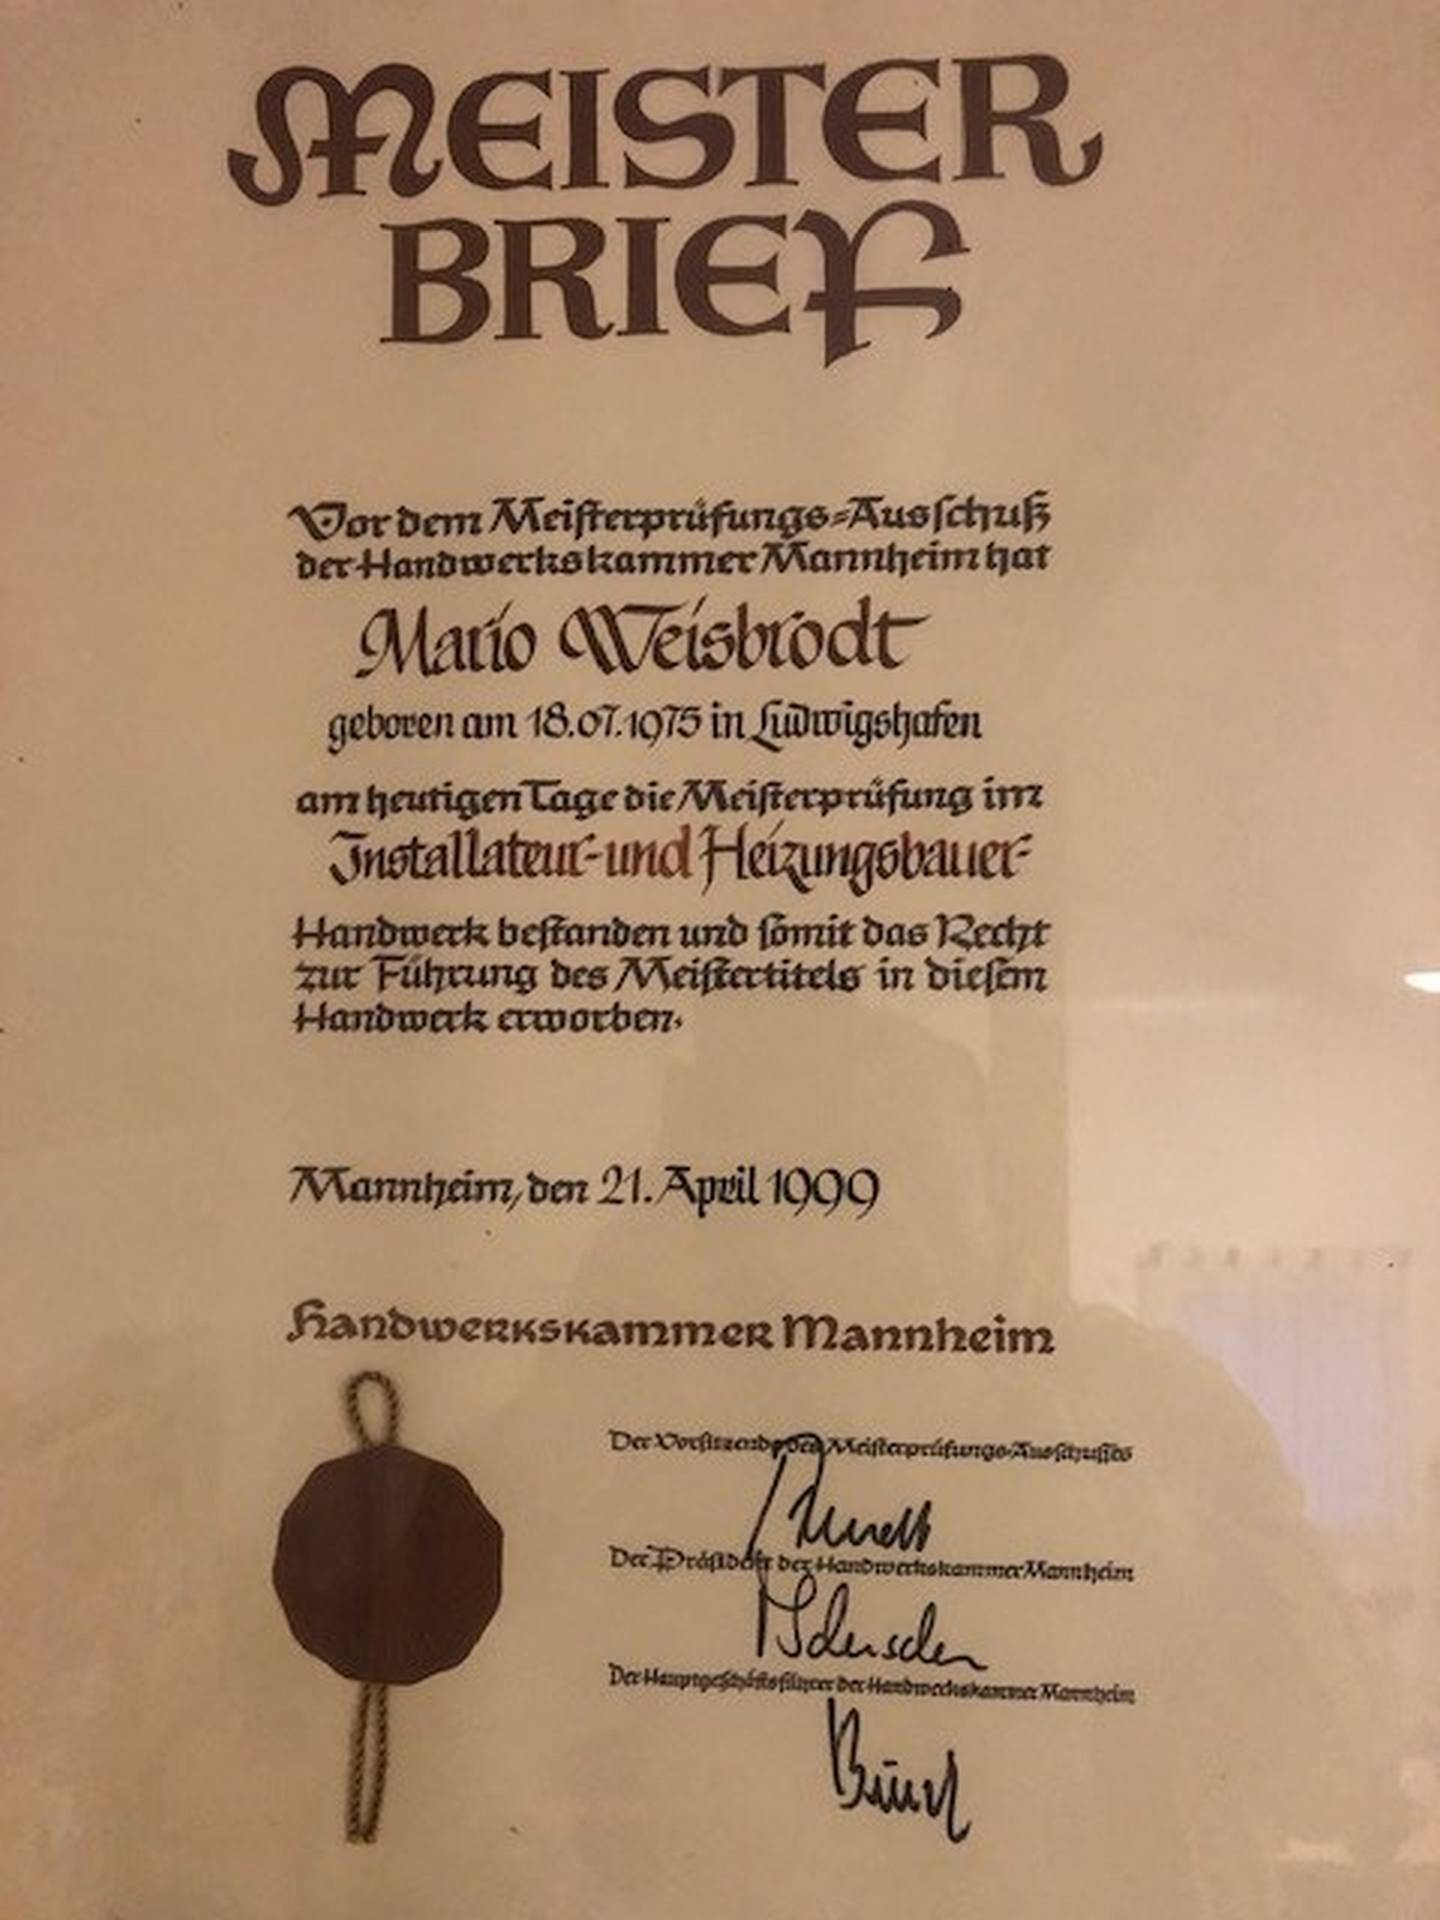 MEISTER
BRIEF
Vor dem Meisterprüfungs-Ausschuß
der Handwerkskammer Mannheim hat
Mario Weisbrodt
geboren am 18.07.1975 in Ludwigshafen
am heutigen Tage die Meisterprüfung im
Installateur- und Heizungsbauer-
Handwerk bestanden und somit das Recht
zur Führung des Meistertitels in diesem
Handwerk erworben.
Mannheim, den 21. April 1999
Handwerkskammer Mannheim
Der Vorsitzende des Meisterprüfungs-Ausschusses
Der Präsident der Handwerkskammer Mannheim
Der Hauptgeschäftsführer der Handwerkskammer Mannheim